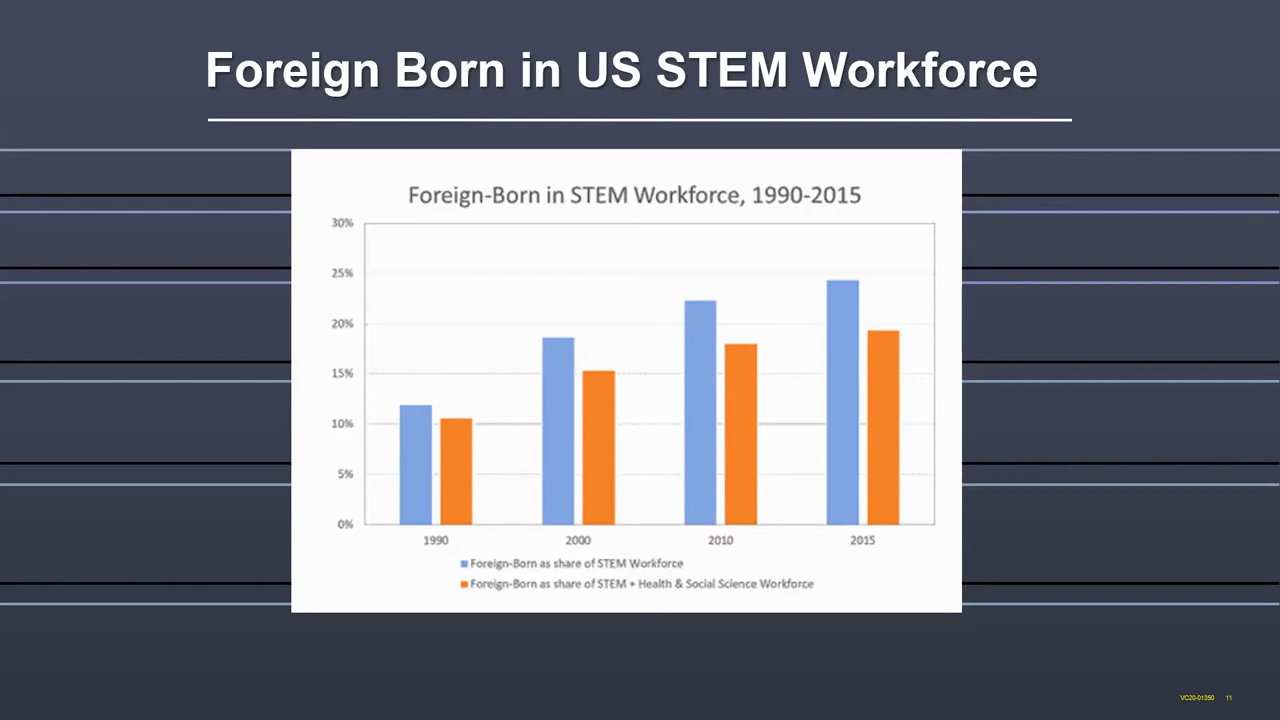 Foreign Born in US STEM Workforce
Foreign-Born in STEM Workforce, 1990-2015
30%
25%
20%
15%
10%
5%
0%
1990 2000 2010 2015
Foreign-Born as share of STEM Workforce
Foreign-Born as share of STEM + Health & Social Science Workforce
VC20-01350 11